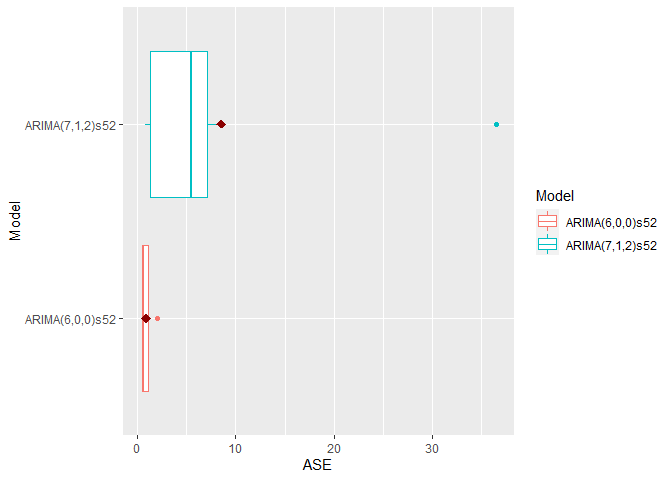 ARIMA(7,1,2)s52
ARIMA(6,0,0)s52
Model
0
10
20
30
ASE
Model
ARIMA(6,0,0)s52
ARIMA(7,1,2)s52